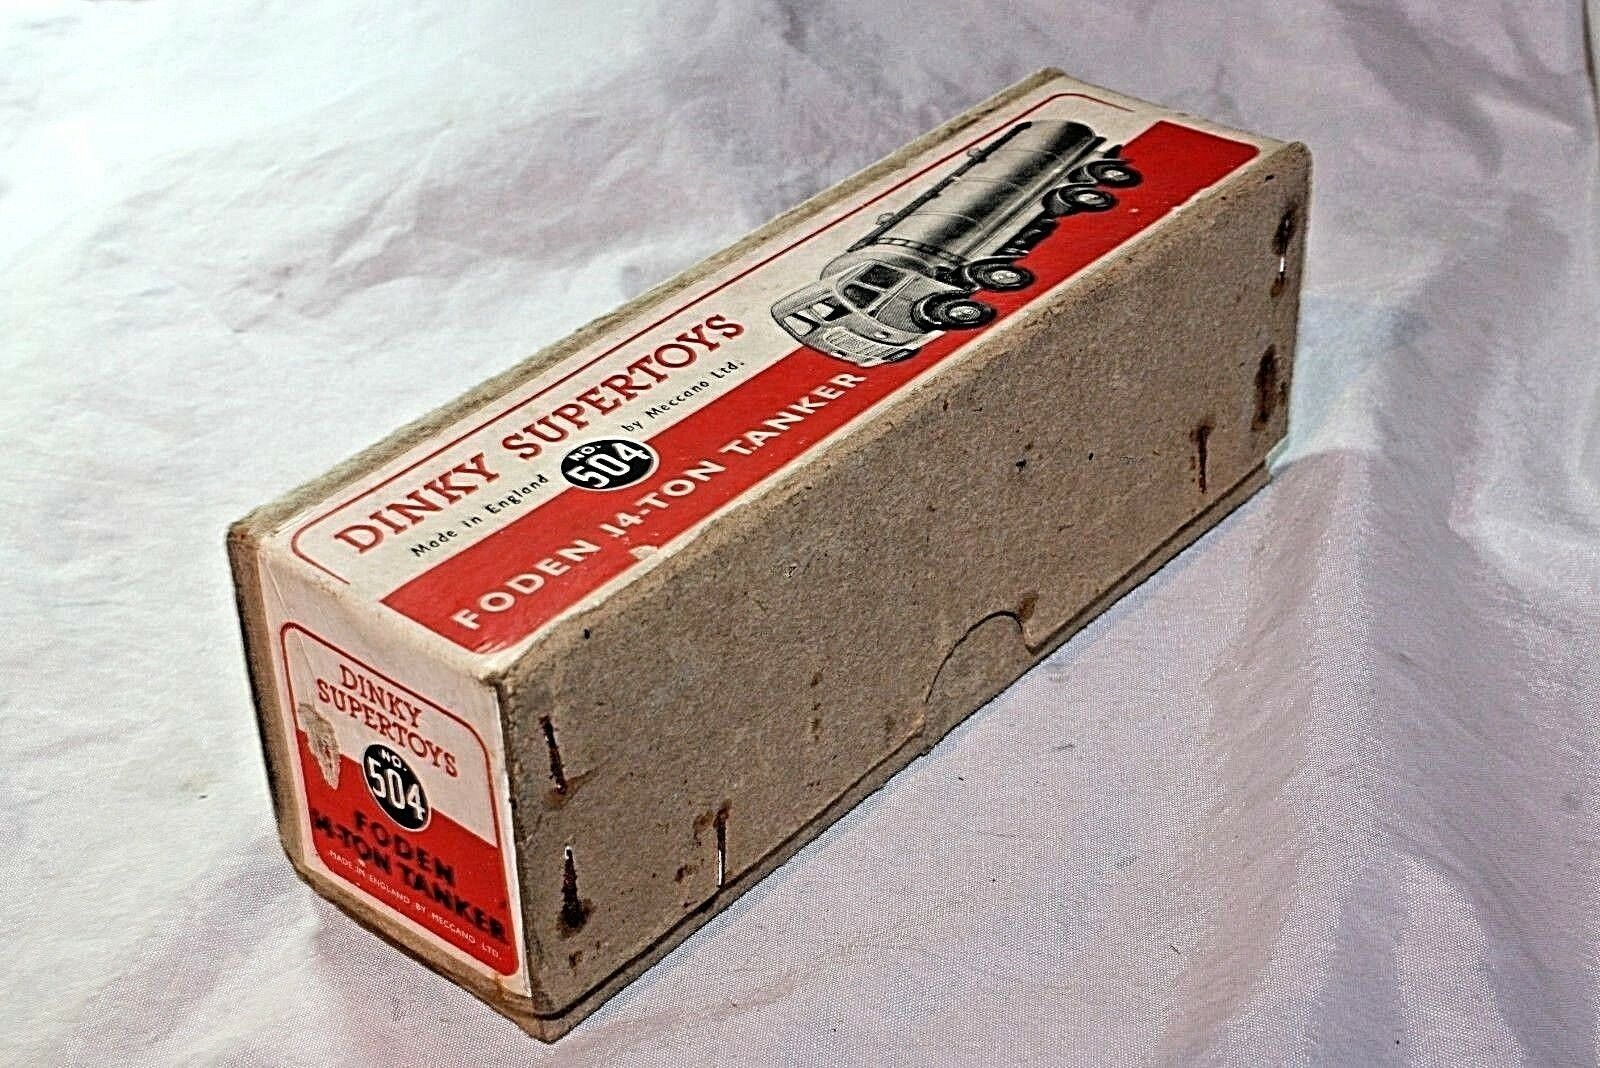 DINKY SUPERTOYS
Made in England
NO.
504
by Meccano Ltd.
FODEN 14-TON TANKER
DINKY
SUPERTOYS
NO.
504
FODEN
14-TON TANKER
MADE IN ENGLAND BY MECCANO LTD.